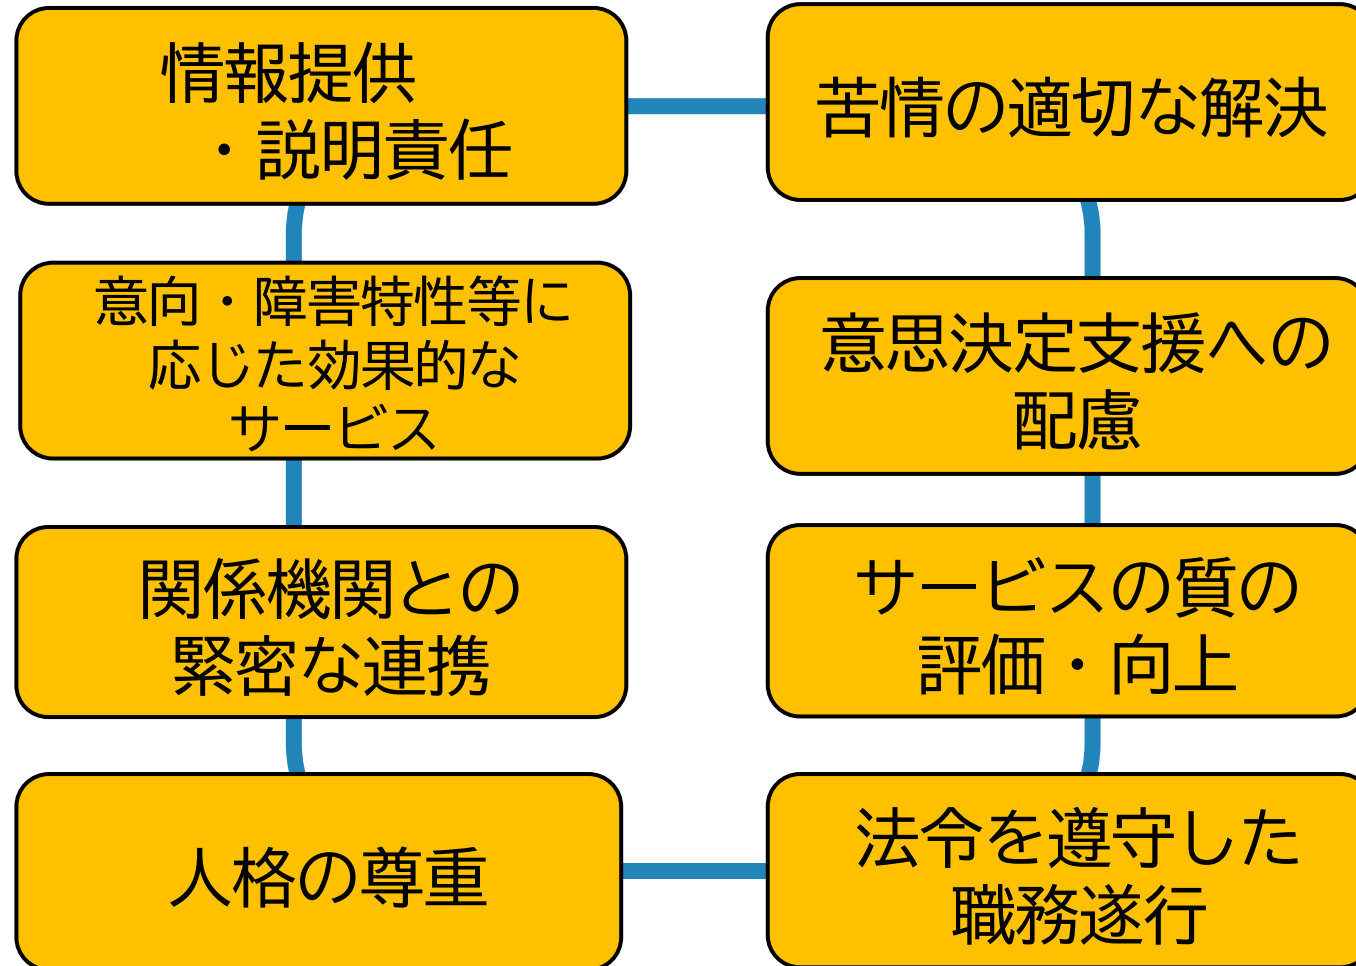 情報提供
・説明責任
苦情の適切な解決
意向・障害特性等に
応じた効果的な
サービス
意思決定支援への
配慮
関係機関との
緊密な連携
サービスの質の
評価・向上
人格の尊重
法令を遵守した
職務遂行